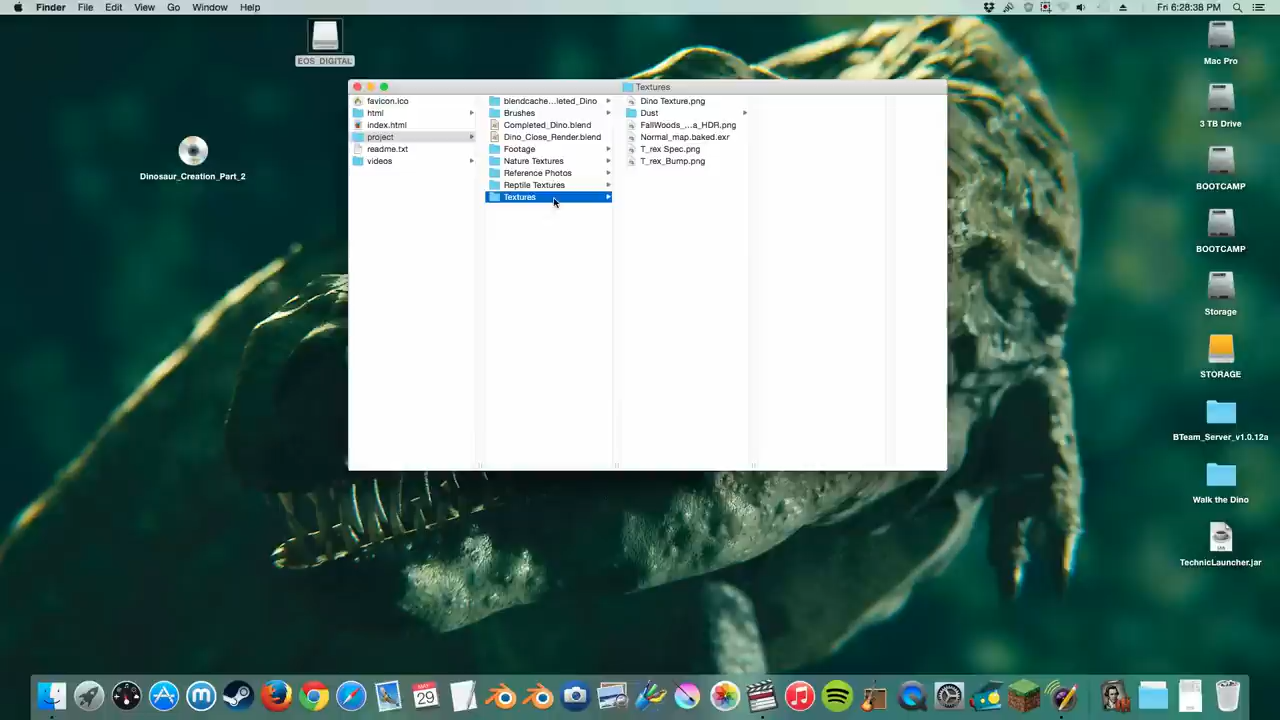 Finder File Edit View Go Window Help
Fri 6:28:38 PM
EOS_DIGITAL
Dinosaur_Creation_Part_2
Textures
favicon.ico
html
index.html
project
readme.txt
videos
blendcache...leted_Dino
Brushes
Completed_Dino.blend
Dino_Close_Render.blend
Footage
Nature Textures
Reference Photos
Reptile Textures
Textures
Dino Texture.png
Dust
FallWoods_...a_HDR.png
Normal_map.baked.exr
T_rex Spec.png
T_rex_Bump.png
Mac Pro
3 TB Drive
BOOTCAMP
BOOTCAMP
Storage
STORAGE
BTeam_Server_v1.0.12a
Walk the Dino
TechnicLauncher.jar
MAY
29